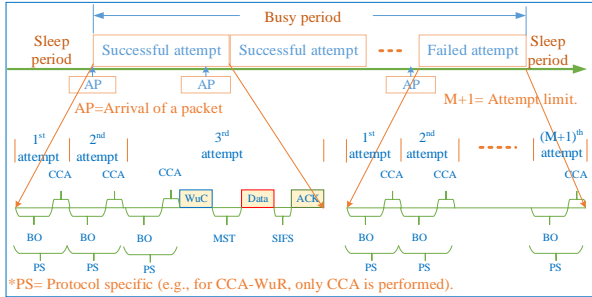 Busy period
Sleep period
Successful attempt
Successful attempt
Failed attempt
Sleep period
AP
AP
AP
AP=Arrival of a packet
M+1= Attempt limit.
1st attempt
2nd attempt
3rd attempt
1st attempt
2nd attempt
(M+1)th attempt
CCA
CCA
CCA
WuC
Data
ACK
CCA
CCA
CCA
BO
BO
BO
MST
SIFS
BO
BO
BO
PS
PS
PS
PS
PS
PS
*PS= Protocol specific (e.g., for CCA-WuR, only CCA is performed).